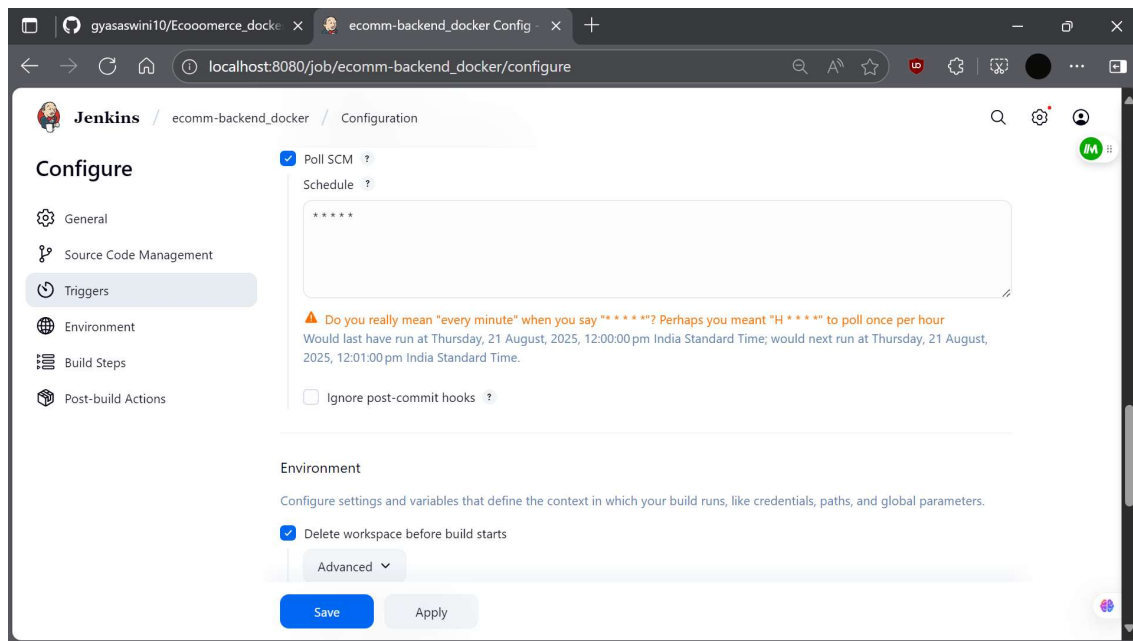 gyasaswini10/Ecooomerce_docke
ecomm-backend_docker Config -
localhost:8080/job/ecomm-backend_docker/configure
Jenkins / ecomm-backend_docker / Configuration
Configure
General
Source Code Management
Triggers
Environment
Build Steps
Post-build Actions
Poll SCM ?
Schedule ?
* * * * *
Do you really mean "every minute" when you say "* * * * *"? Perhaps you meant "H * * * *" to poll once per hour
Would last have run at Thursday, 21 August, 2025, 12:00:00 pm India Standard Time; would next run at Thursday, 21 August,
2025, 12:01:00 pm India Standard Time.
Ignore post-commit hooks ?
Environment
Configure settings and variables that define the context in which your build runs, like credentials, paths, and global parameters.
Delete workspace before build starts
Advanced
Save Apply